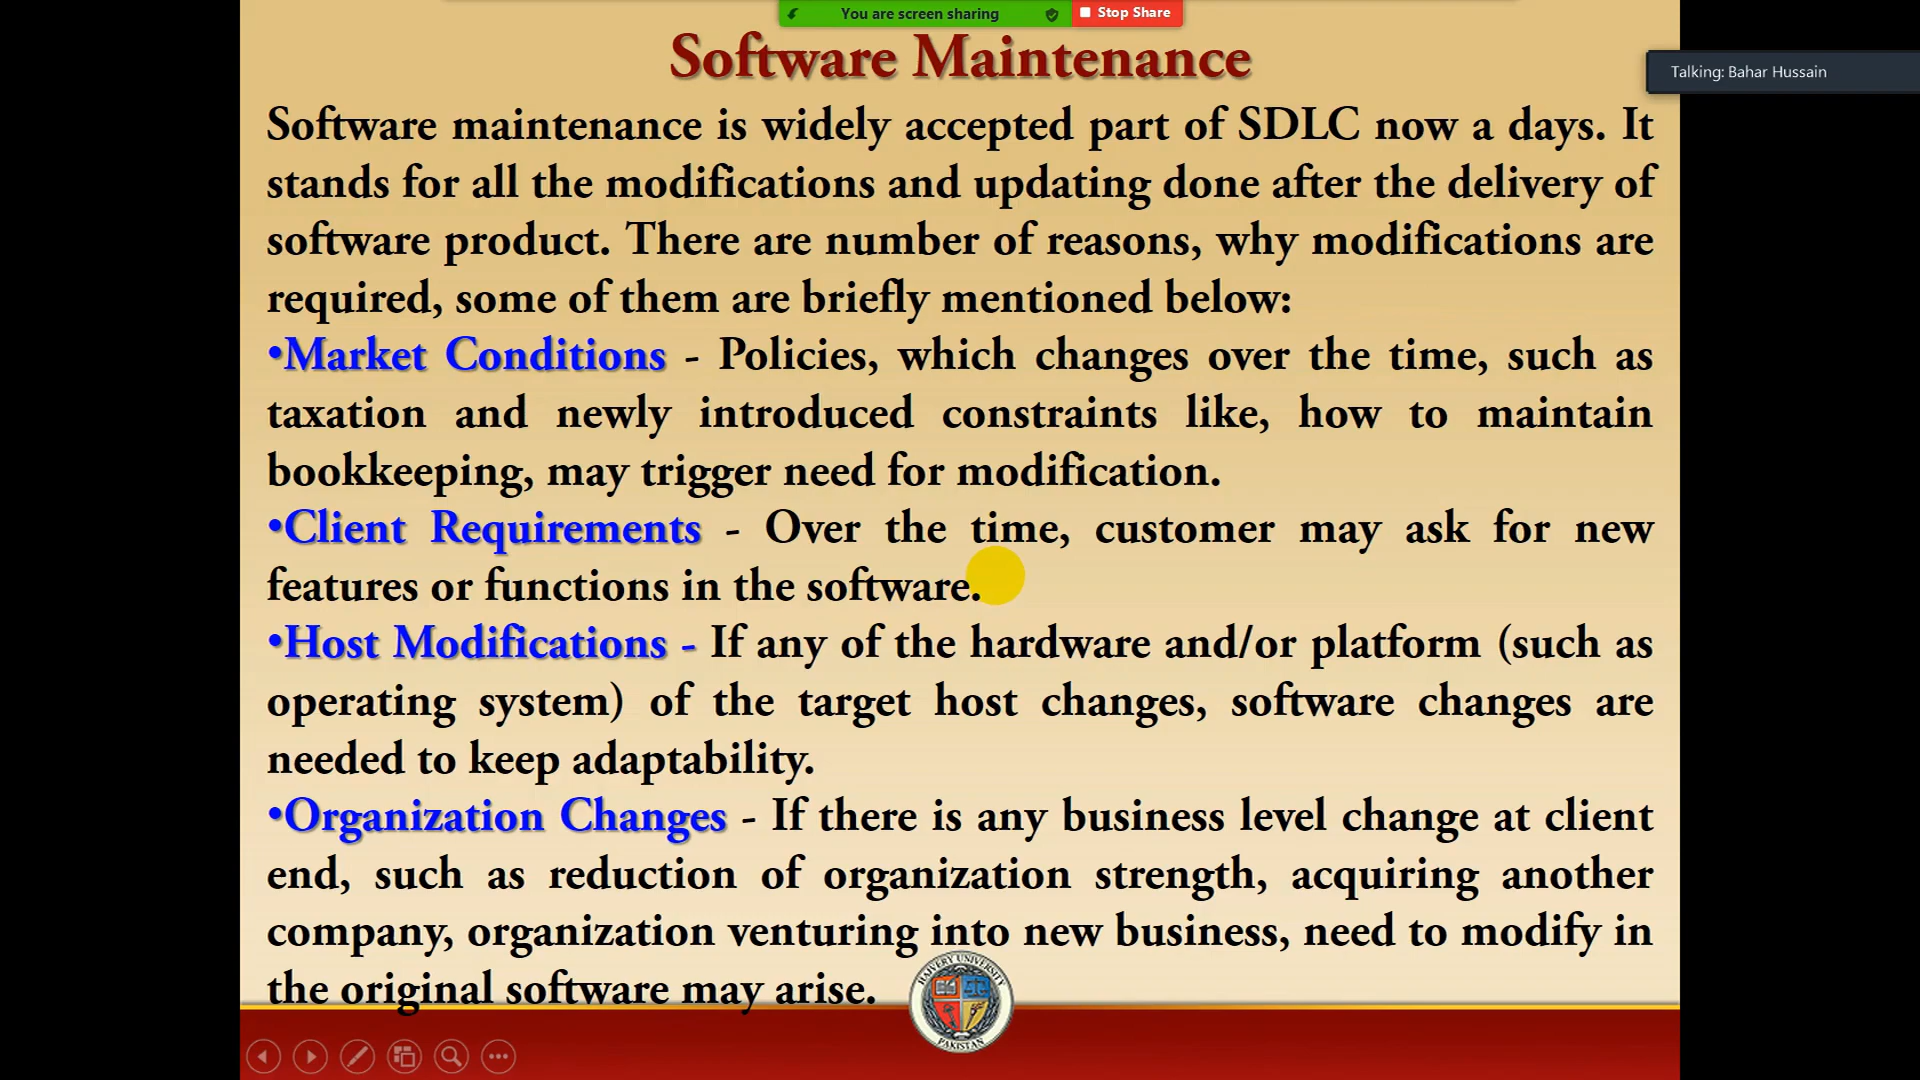 You are screen sharing
Stop Share
Software Maintenance
Talking: Bahar Hussain
Software maintenance is widely accepted part of SDLC now a days. It
stands for all the modifications and updating done after the delivery of
software product. There are number of reasons, why modifications are
required, some of them are briefly mentioned below:
•Market Conditions - Policies, which changes over the time, such as
taxation and newly introduced constraints like, how to maintain
bookkeeping, may trigger need for modification.
•Client Requirements - Over the time, customer may ask for new
features or functions in the software.
•Host Modifications - If any of the hardware and/or platform (such as
operating system) of the target host changes, software changes are
needed to keep adaptability.
•Organization Changes - If there is any business level change at client
end, such as reduction of organization strength, acquiring another
company, organization venturing into new business, need to modify in
the original software may arise.
UNIVERSITY
PAKISTAN